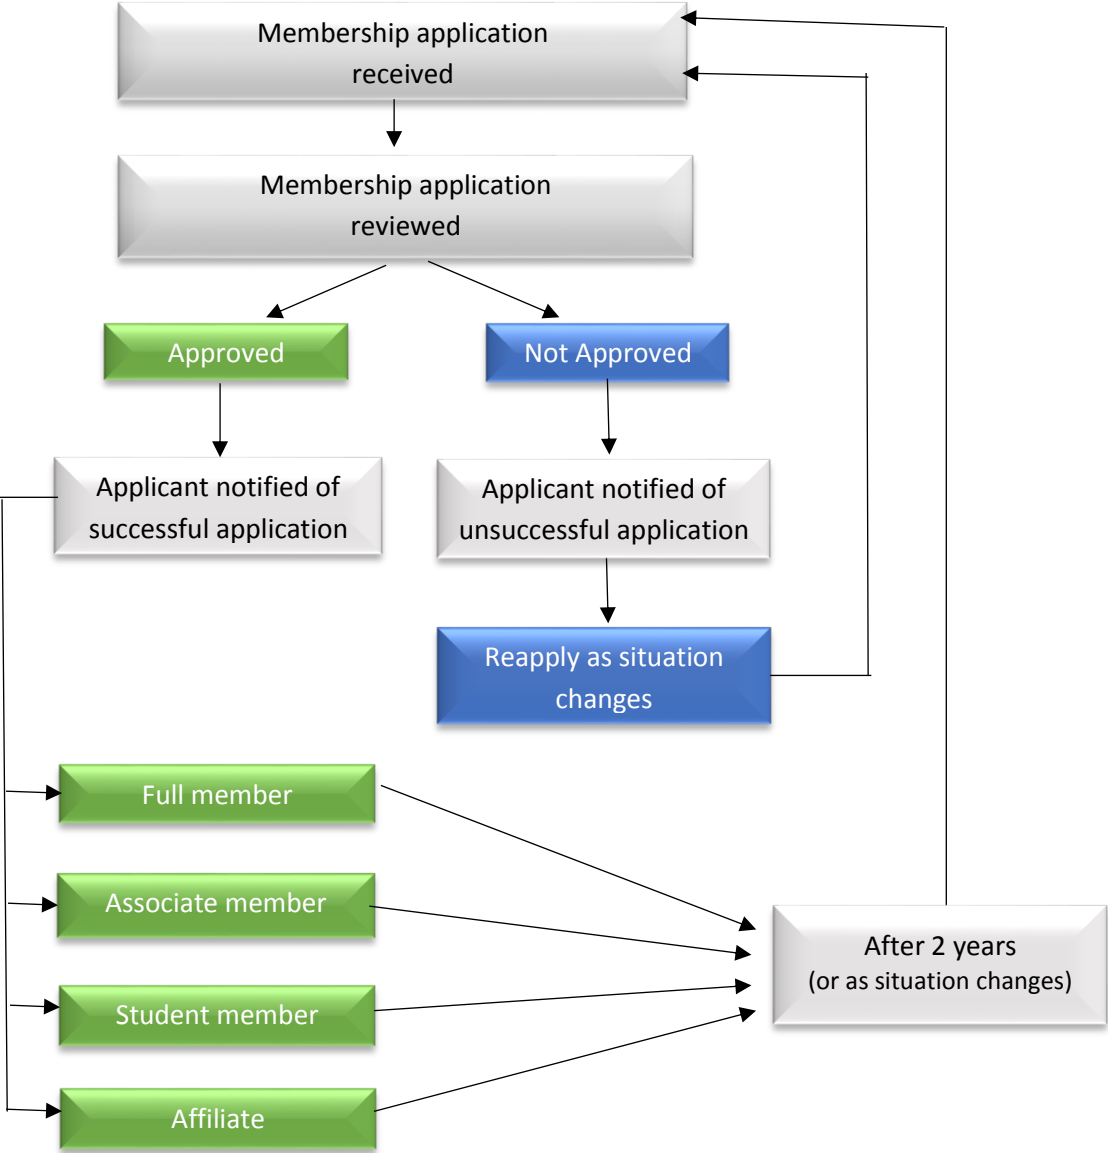 Membership application
received
Membership application
reviewed
Approved
Not Approved
Applicant notified of
successful application
Applicant notified of
unsuccessful application
Reapply as situation
changes
Full member
Associate member
Student member
Affiliate
After 2 years
(or as situation changes)